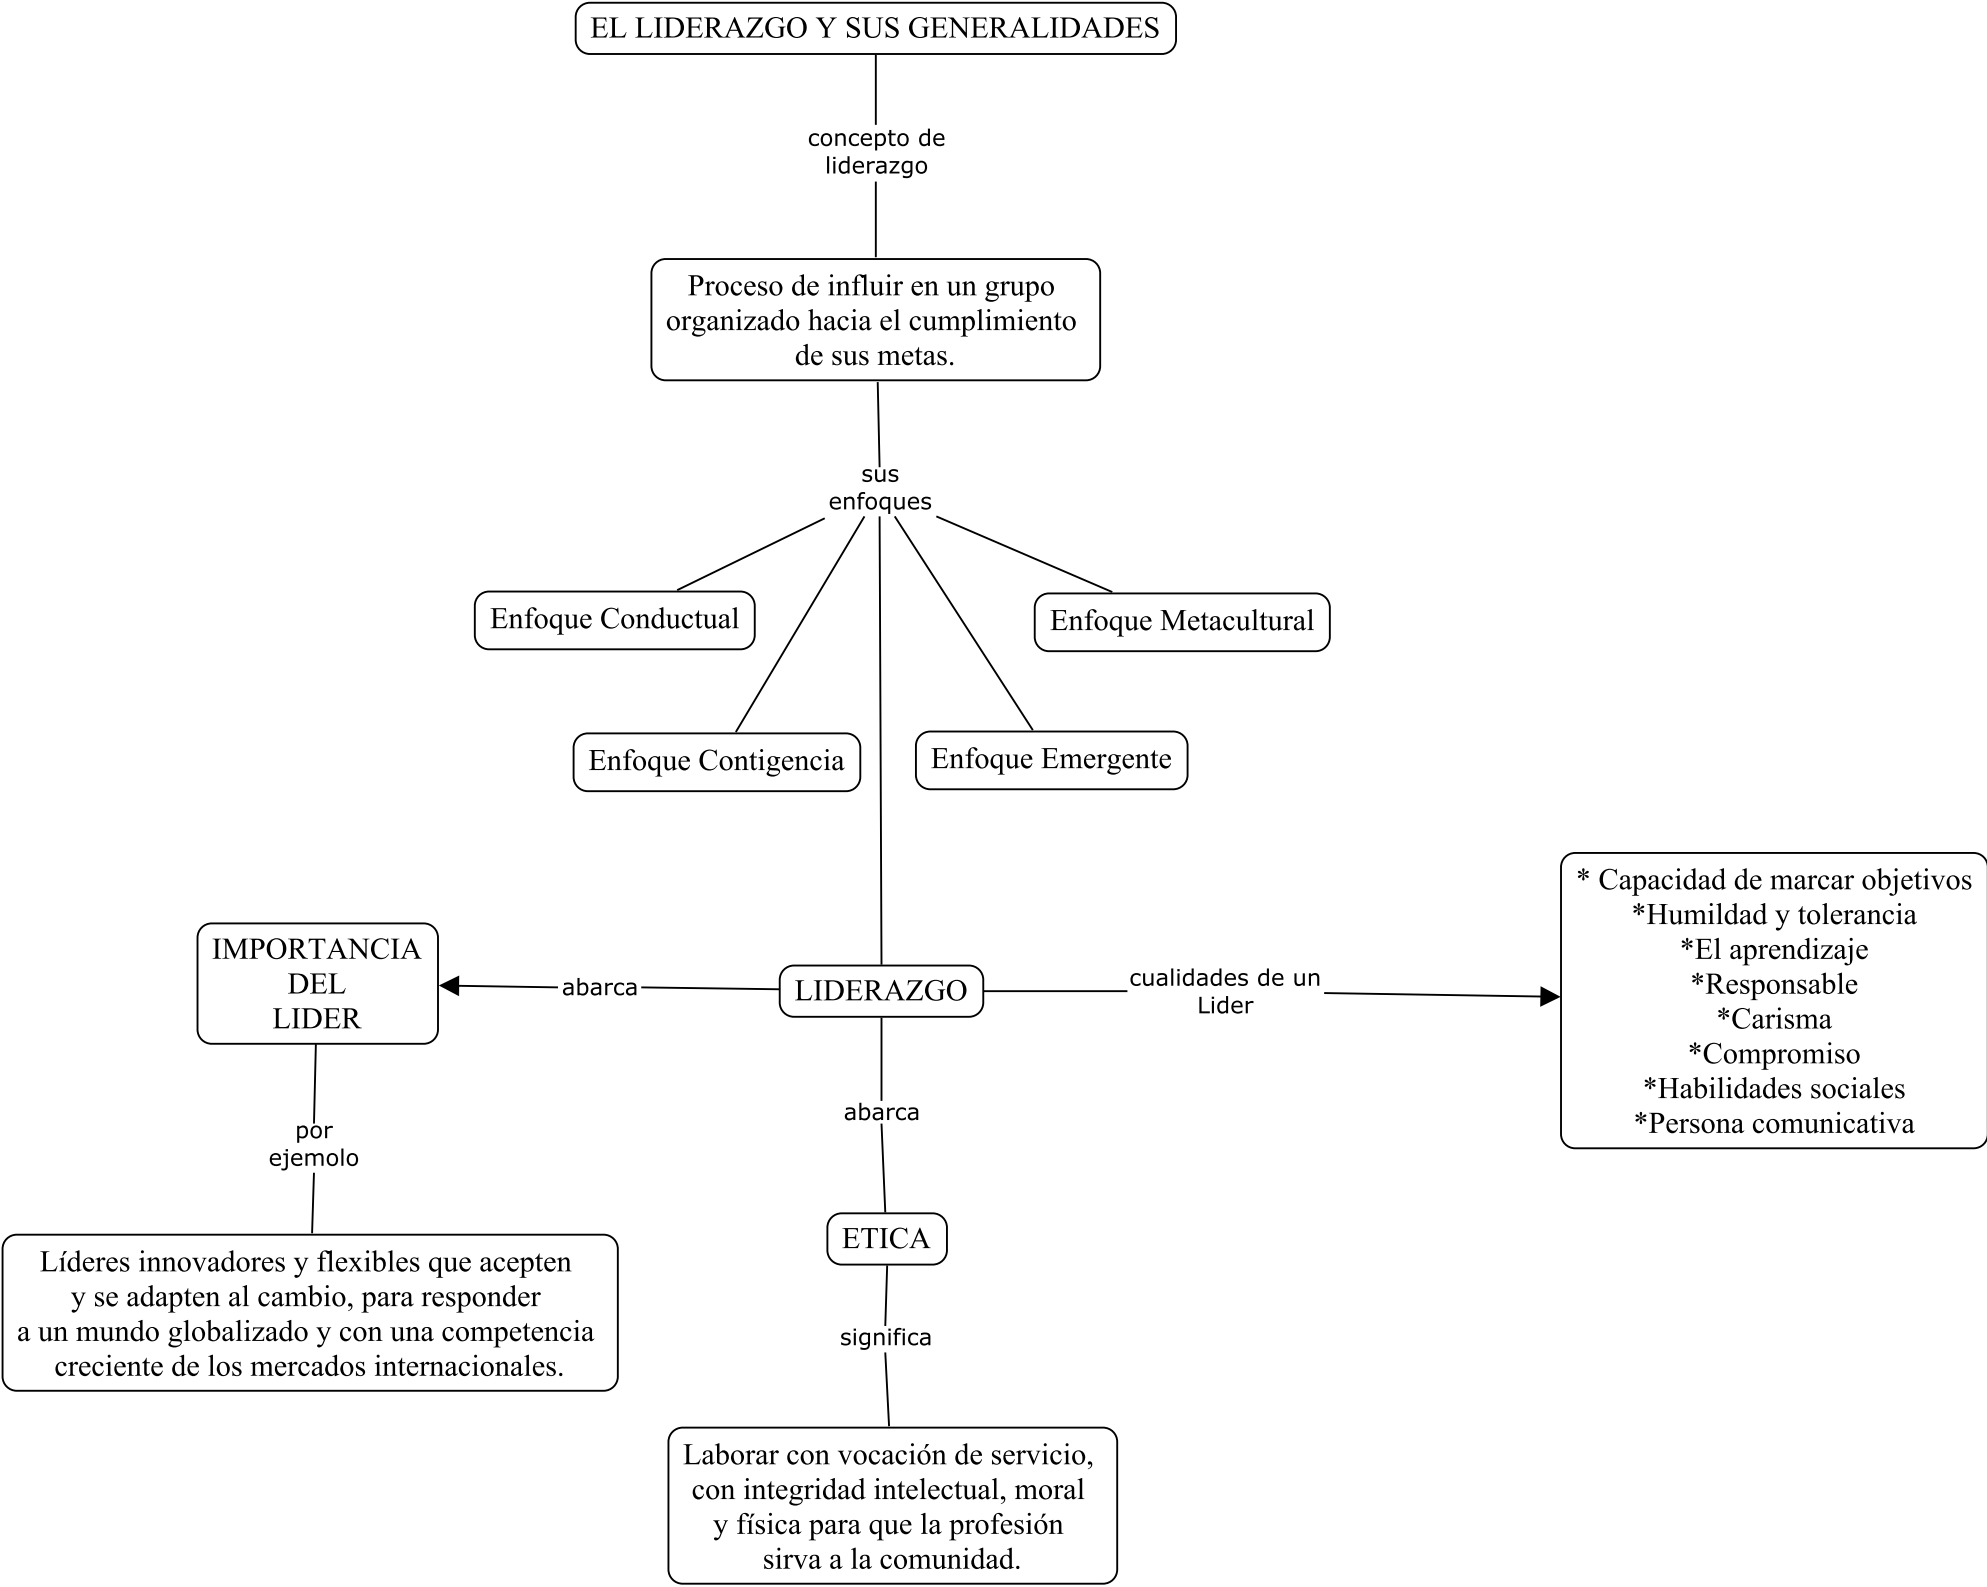 EL LIDERAZGO Y SUS GENERALIDADES
concepto de
liderazgo
Proceso de influir en un grupo
organizado hacia el cumplimiento
de sus metas.
sus
enfoques
Enfoque Conductual
Enfoque Metacultural
Enfoque Contigencia
Enfoque Emergente
IMPORTANCIA
DEL
LIDER
abarca
LIDERAZGO
cualidades de un
Lider
* Capacidad de marcar objetivos
*Humildad y tolerancia
*El aprendizaje
*Responsable
*Carisma
*Compromiso
*Habilidades sociales
*Persona comunicativa
por
ejemolo
abarca
Líderes innovadores y flexibles que acepten
y se adapten al cambio, para responder
a un mundo globalizado y con una competencia
creciente de los mercados internacionales.
ETICA
significa
Laborar con vocación de servicio,
con integridad intelectual, moral
y física para que la profesión
sirva a la comunidad.